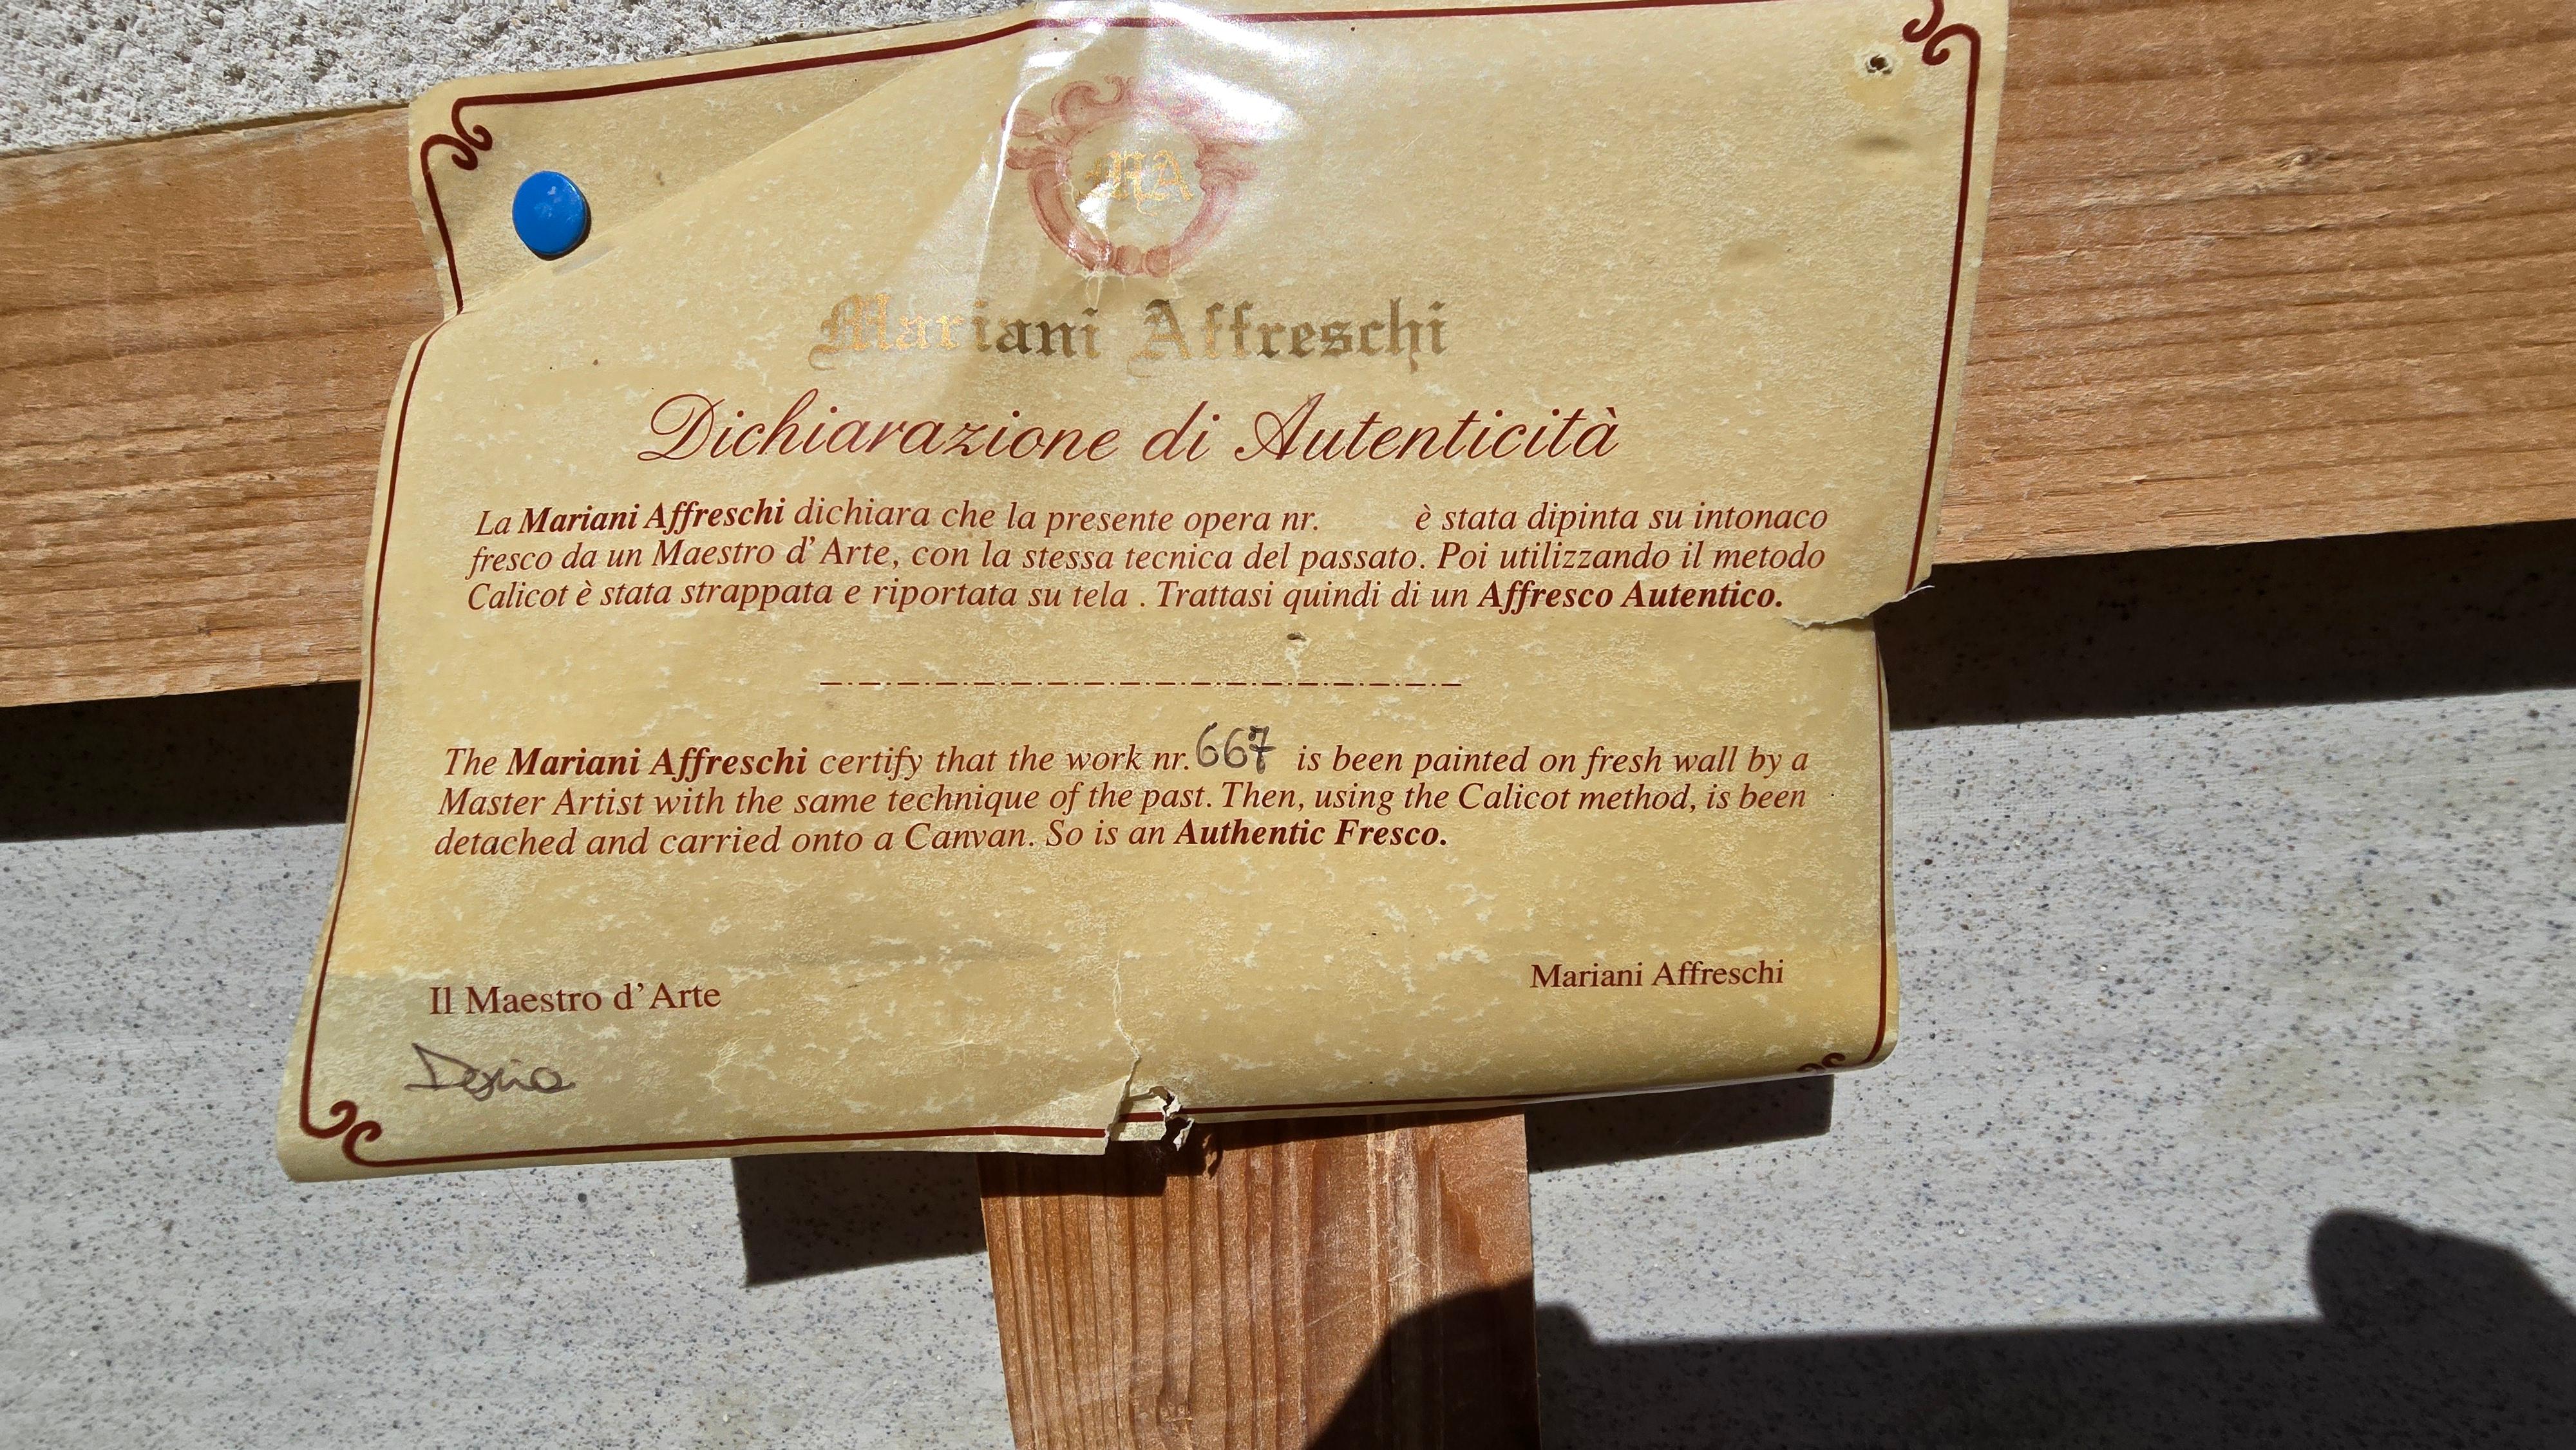 MA
Mariani Affreschi
Dichiarazione di Autenticità
La Mariani Affreschi dichiara che la presente opera nr. è stata dipinta su intonaco
fresco da un Maestro d'Arte, con la stessa tecnica del passato. Poi utilizzando il metodo
Calicot è stata strappata e riportata su tela . Trattasi quindi di un Affresco Autentico.
The Mariani Affreschi certify that the work nr. 667 is been painted on fresh wall by a
Master Artist with the same technique of the past. Then, using the Calicot method, is been
detached and carried onto a Canvan. So is an Authentic Fresco.
Il Maestro d'Arte
Mariani Affreschi